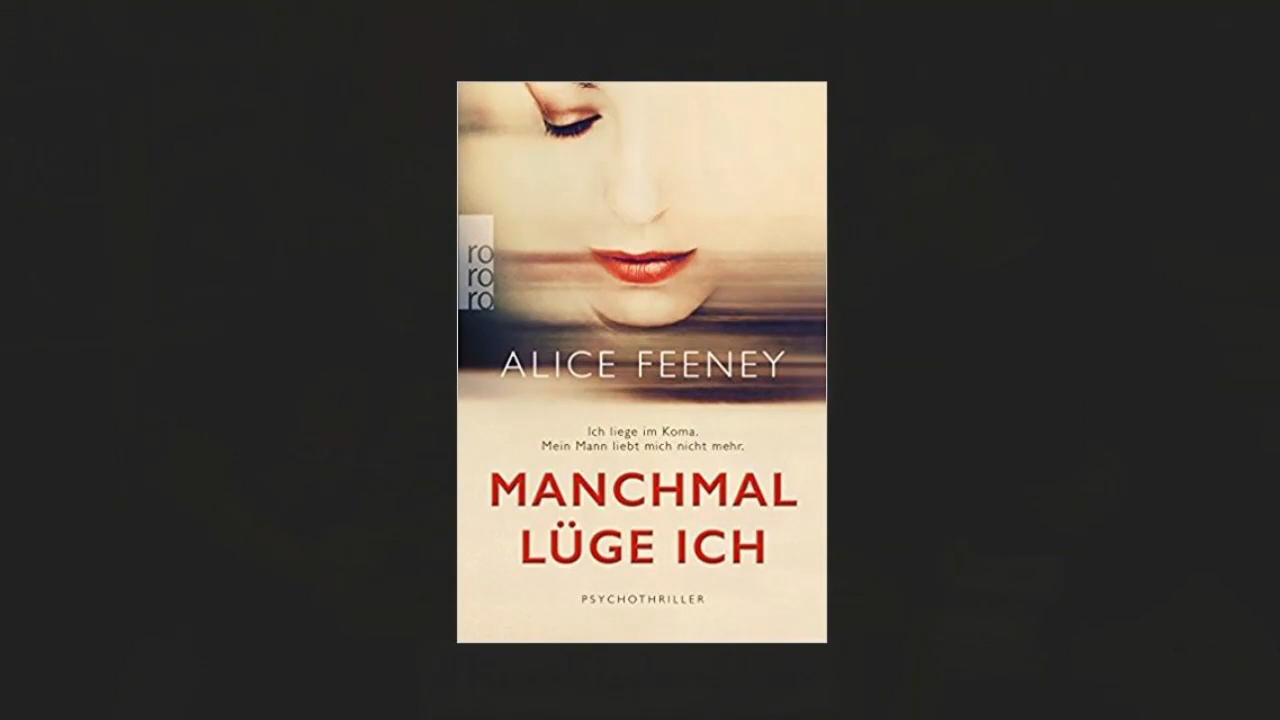 ro
ro
ro
ALICE FEENEY
Ich liege im Koma.
Mein Mann liebt mich nicht mehr.
MANCHMAL
LÜGE ICH
PSYCHOTHRILLER